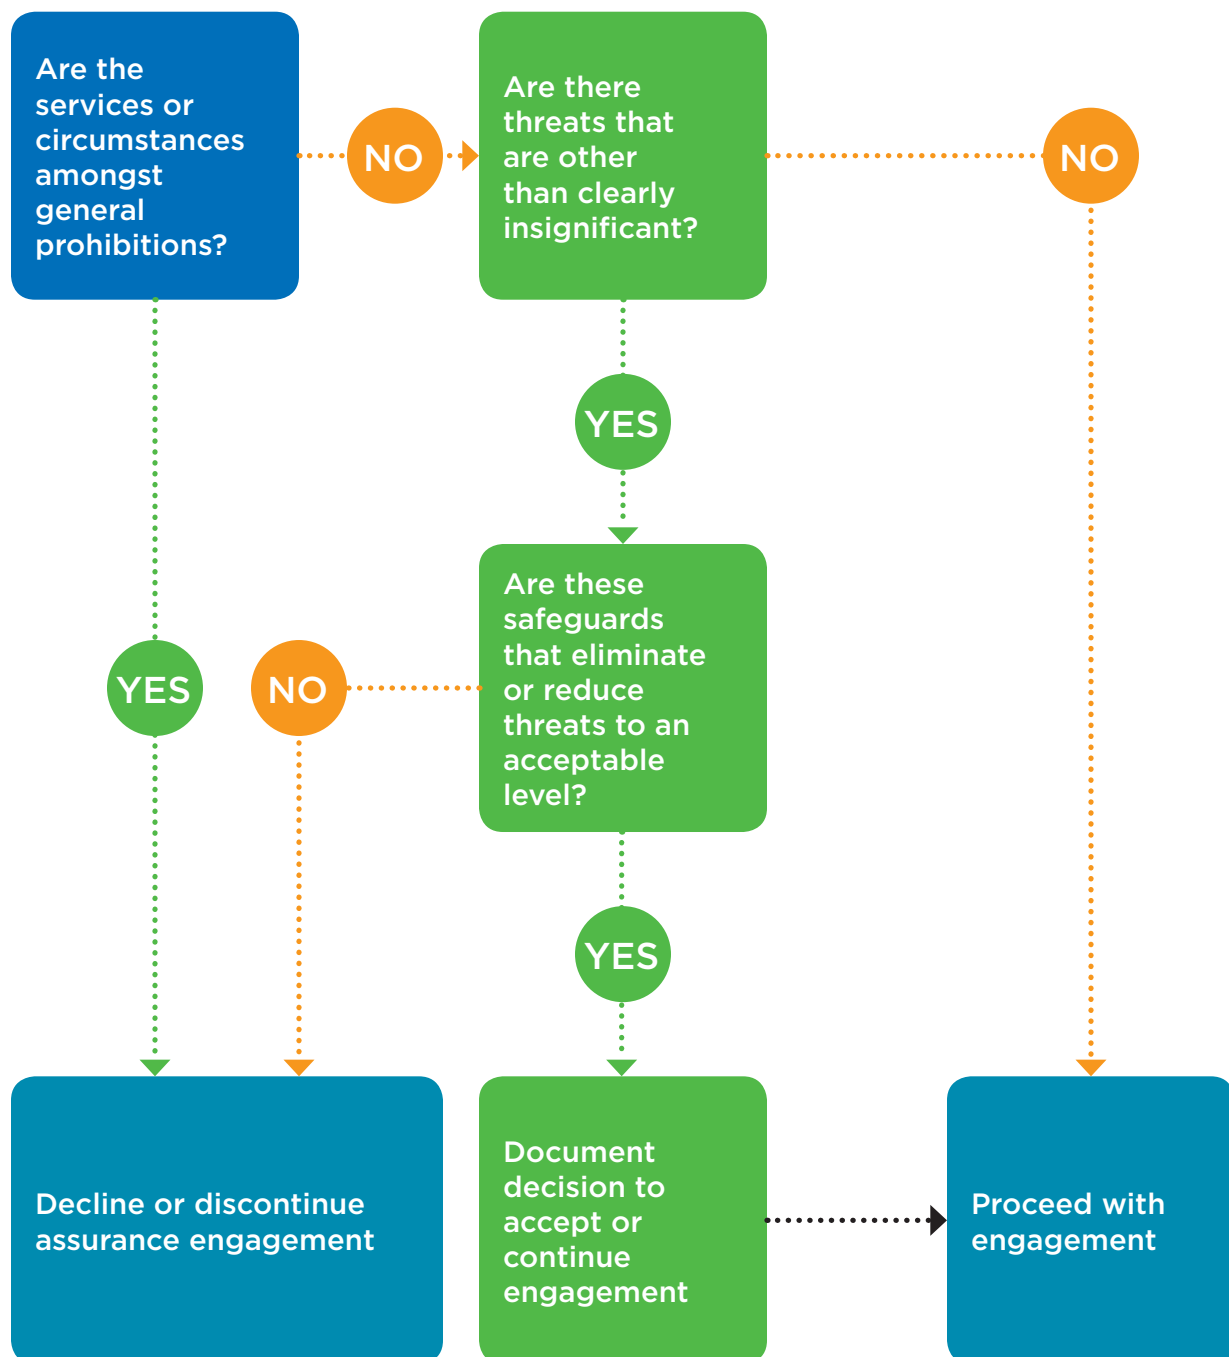 Are the
services or
circumstances
amongst
general
prohibitions?
NO
Are there
threats that
are other
than clearly
insignificant?
NO
YES
Are these
safeguards
that eliminate
or reduce
threats to an
acceptable
level?
YES
NO
YES
Decline or discontinue
assurance engagement
Document
decision to
accept or
continue
engagement
Proceed with
engagement